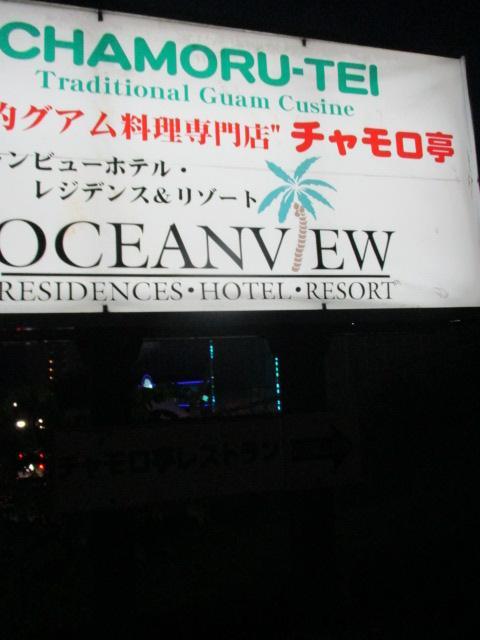 CHAMORU-TEI
Traditional Guam Cusine
的グアム料理専門店" チャモロ亭
ャンビューホテル・
レジデンス&リゾート
OCEANVIEW
RESIDENCES・HOTEL・RESORT
チャモロ亭レストラン